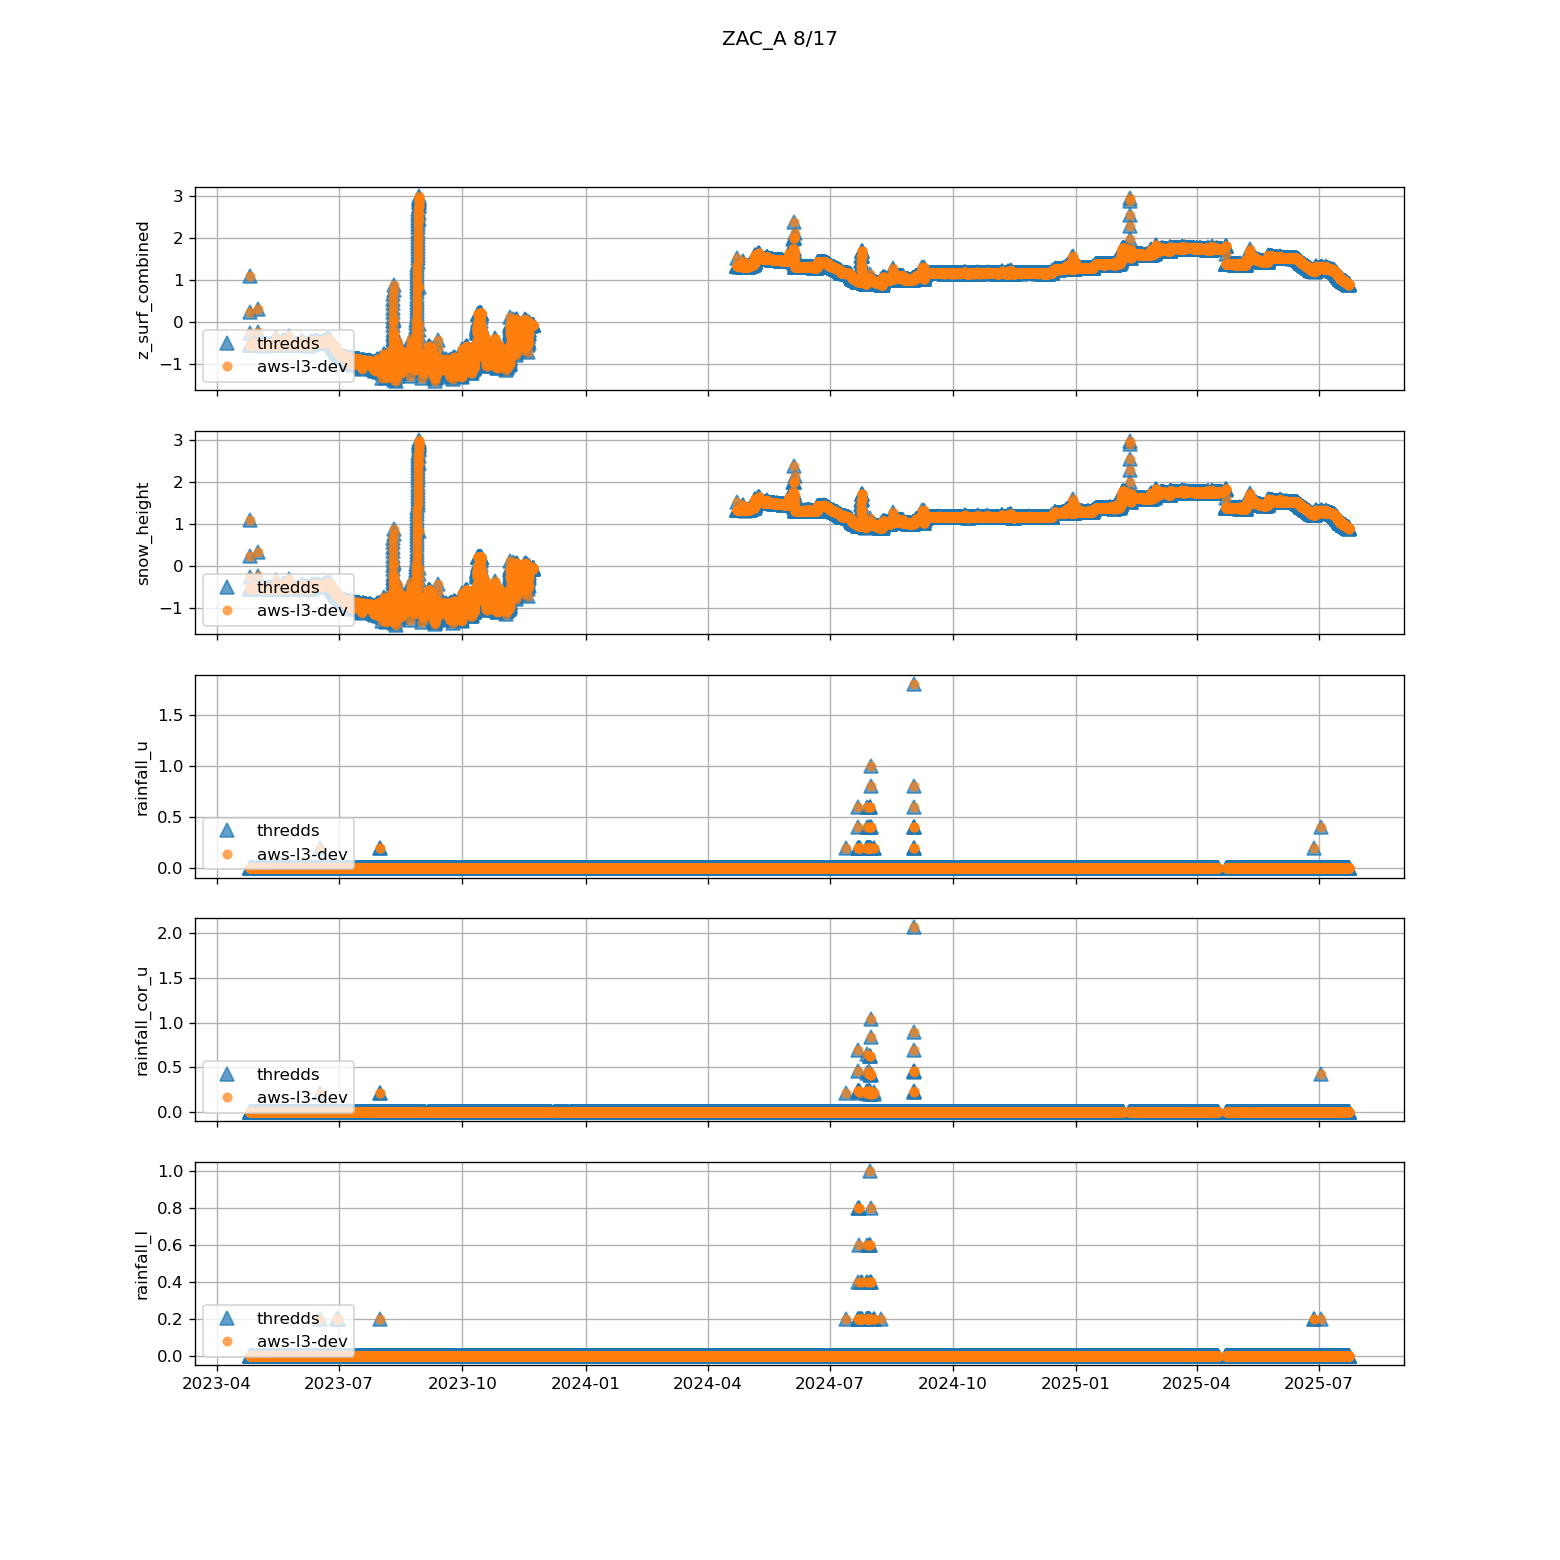 ZAC_A 8/17
z_surf_combined
3
2
1
0
−1
thredds
aws-l3-dev
snow_height
3
2
1
0
−1
thredds
aws-l3-dev
rainfall_u
1.5
1.0
0.5
0.0
thredds
aws-l3-dev
rainfall_cor_u
2.0
1.5
1.0
0.5
0.0
thredds
aws-l3-dev
rainfall_l
1.0
0.8
0.6
0.4
0.2
0.0
thredds
aws-l3-dev
2023-04 2023-07 2023-10 2024-01 2024-04 2024-07 2024-10 2025-01 2025-04 2025-07